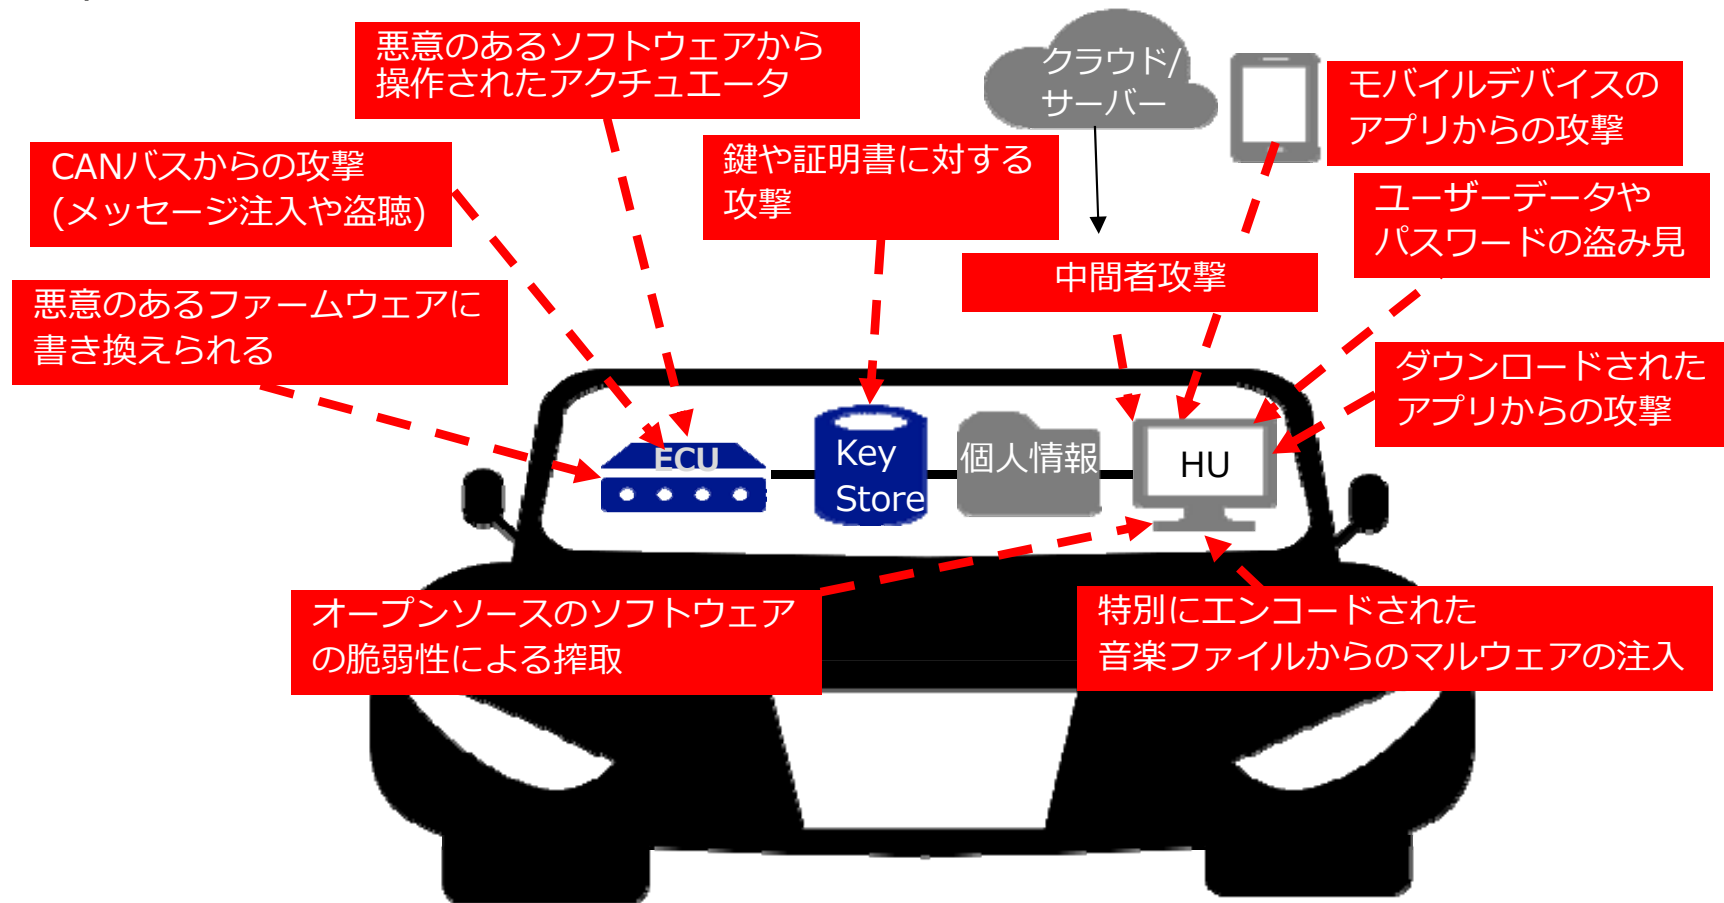 悪意のあるソフトウェアから
操作されたアクチュエータ
クラウド/
サーバー
モバイルデバイスの
アプリからの攻撃
CANバスからの攻撃
(メッセージ注入や盗聴)
鍵や証明書に対する
攻撃
ユーザーデータや
パスワードの盗み見
中間者攻撃
悪意のあるファームウェアに
書き換えられる
ダウンロードされた
アプリからの攻撃
ECU
Key
Store
個人情報
HU
オープンソースのソフトウェア
の脆弱性による搾取
特別にエンコードされた
音楽ファイルからのマルウェアの注入